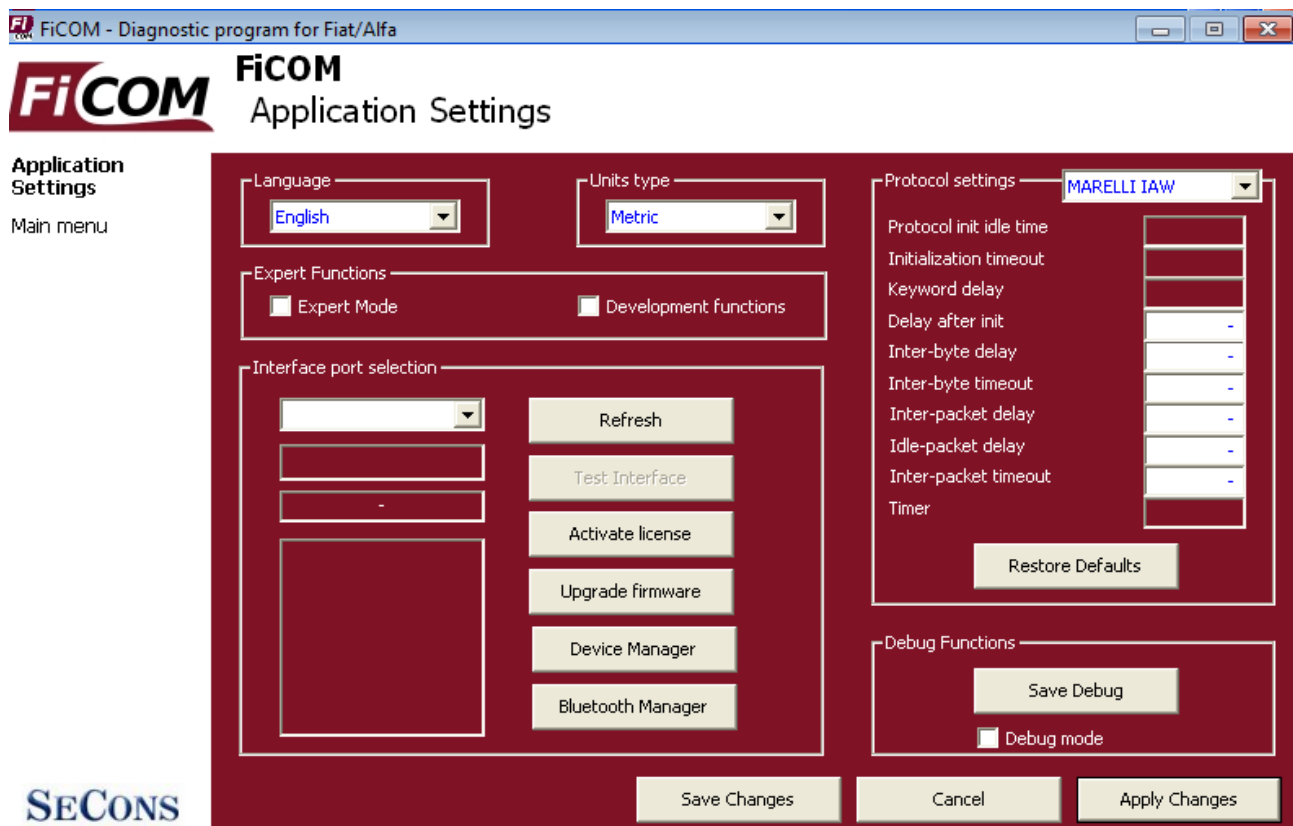 FiCOM - Diagnostic program for Fiat/Alfa
FiCOM
FiCOM
Application Settings
Application
Settings
Main menu
Language
English
Units type
Metric
Expert Functions
Expert Mode
Development functions
Interface port selection
Refresh
Test Interface
-
Activate license
Upgrade firmware
Device Manager
Bluetooth Manager
Protocol settings
MARELLI IAW
Protocol init idle time
Initialization timeout
Keyword delay
Delay after init -
Inter-byte delay -
Inter-byte timeout -
Inter-packet delay -
Idle-packet delay -
Inter-packet timeout -
Timer
Restore Defaults
Debug Functions
Save Debug
Debug mode
SECONS
Save Changes
Cancel
Apply Changes